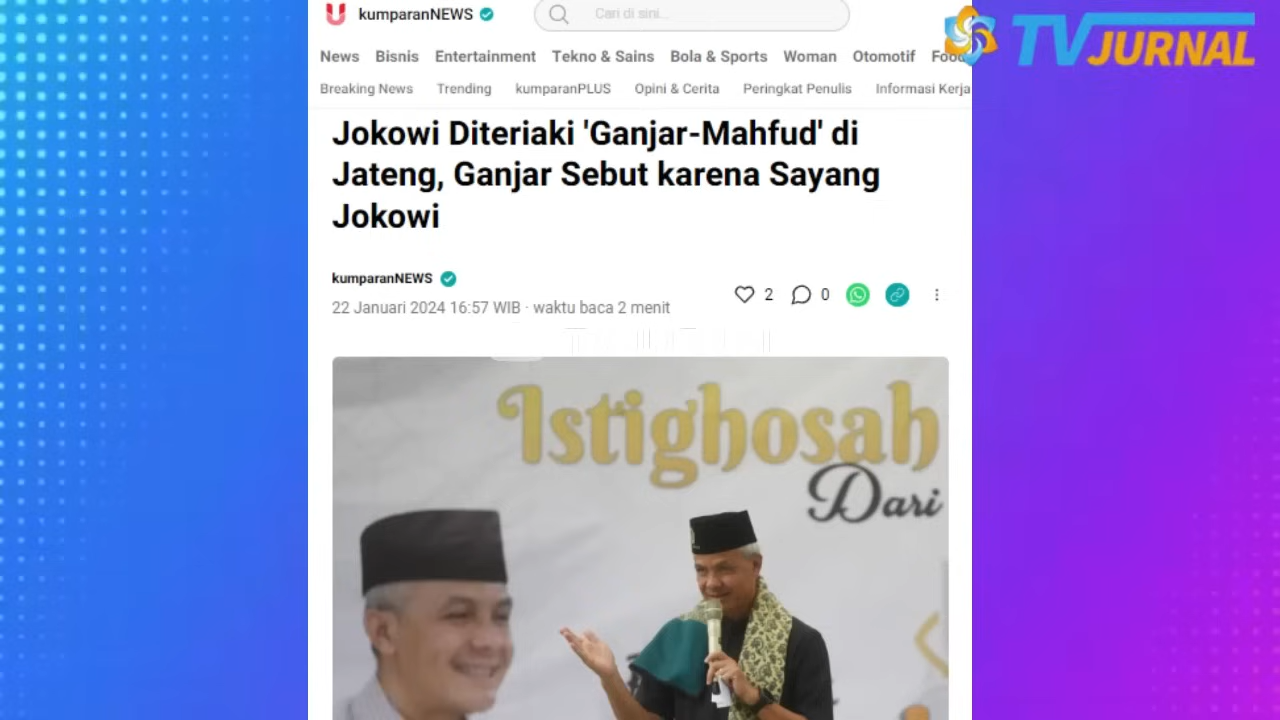 kumparanNEWS
Cari di sini...
TVJURNAL
News Bisnis Entertainment Tekno & Sains Bola & Sports Woman Otomotif Food
Breaking News Trending kumparanPLUS Opini & Cerita Peringkat Penulis Informasi Kerja
Jokowi Diteriaki 'Ganjar-Mahfud' di
Jateng, Ganjar Sebut karena Sayang
Jokowi
kumparanNEWS
22 Januari 2024 16:57 WIB · waktu baca 2 menit
2 0
Istighosah
Dari